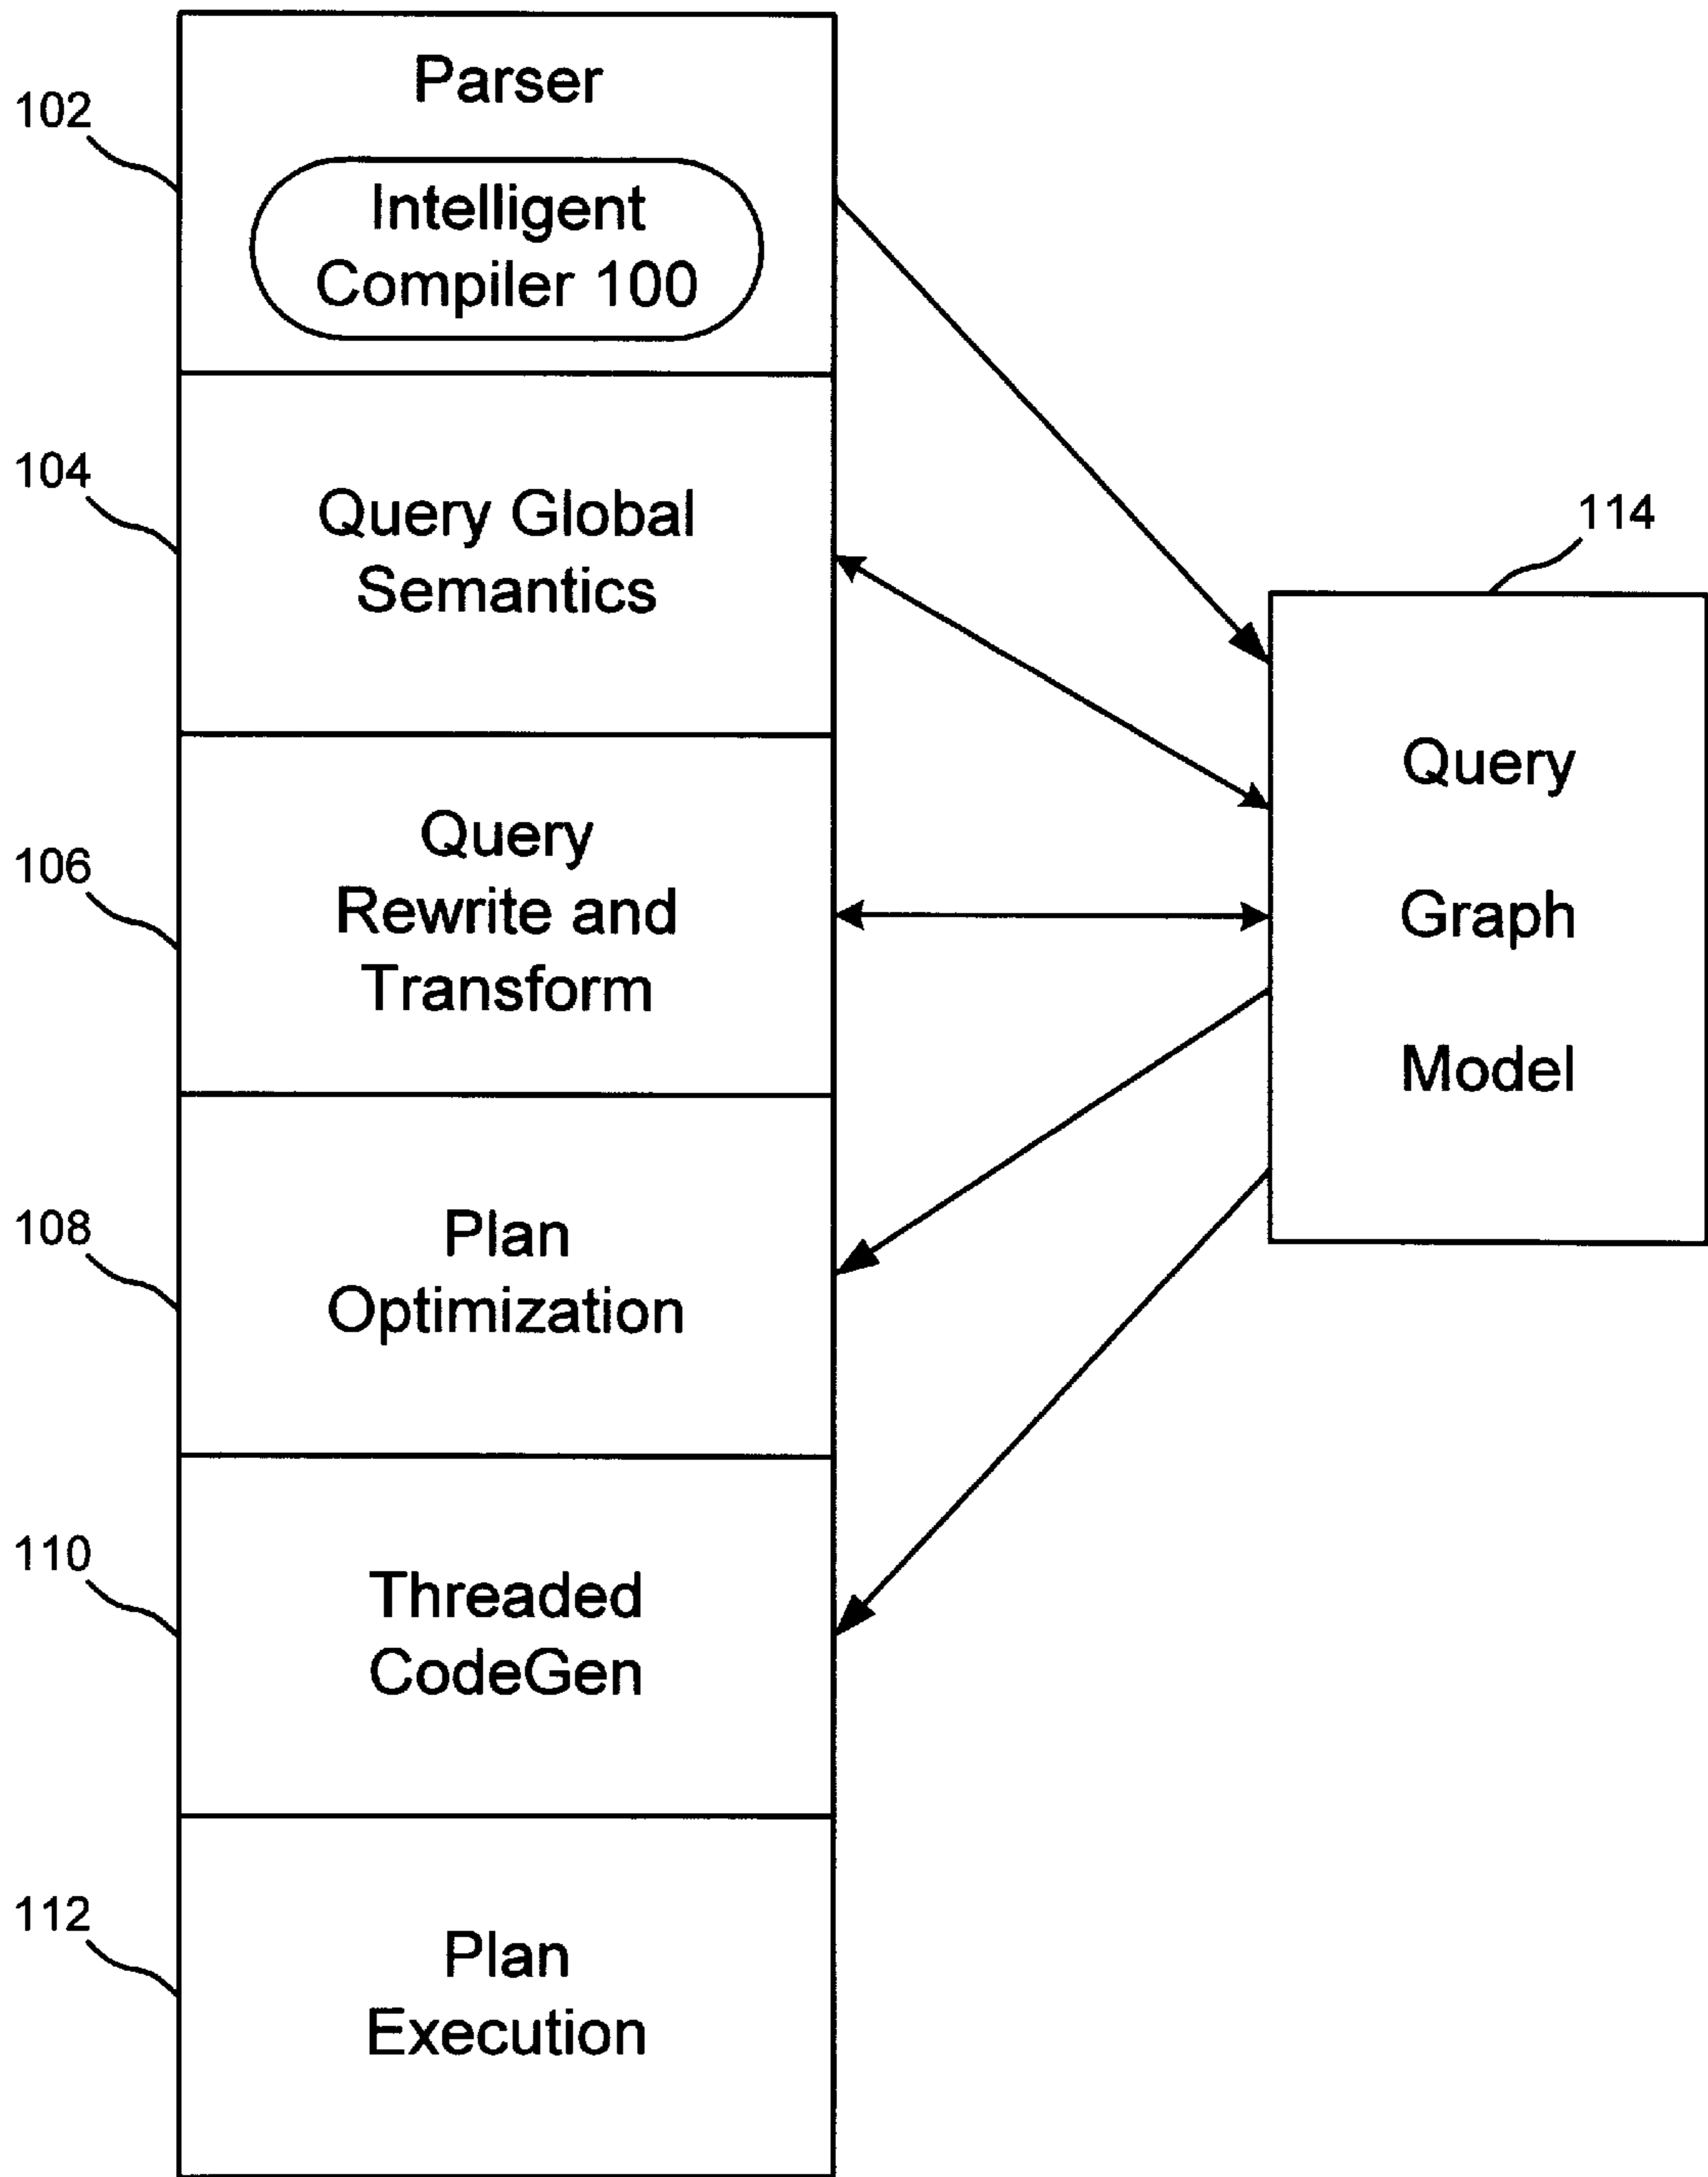 Parser
102
Intelligent
Compiler 100
104
Query Global
Semantics
114
Query
Graph
Model
106
Query
Rewrite and
Transform
108
Plan
Optimization
110
Threaded
CodeGen
112
Plan
Execution